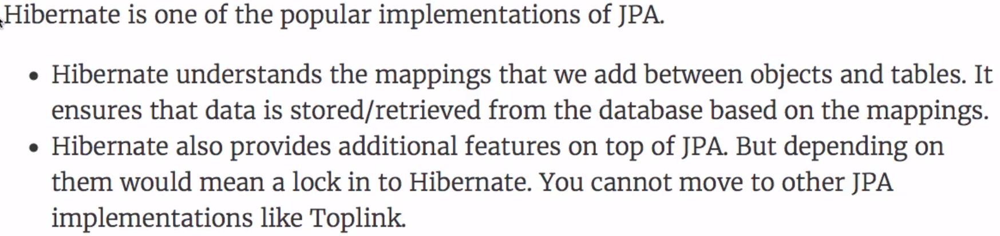 Hibernate is one of the popular implementations of JPA.
• Hibernate understands the mappings that we add between objects and tables. It
ensures that data is stored/retrieved from the database based on the mappings.
• Hibernate also provides additional features on top of JPA. But depending on
them would mean a lock in to Hibernate. You cannot move to other JPA
implementations like Toplink.